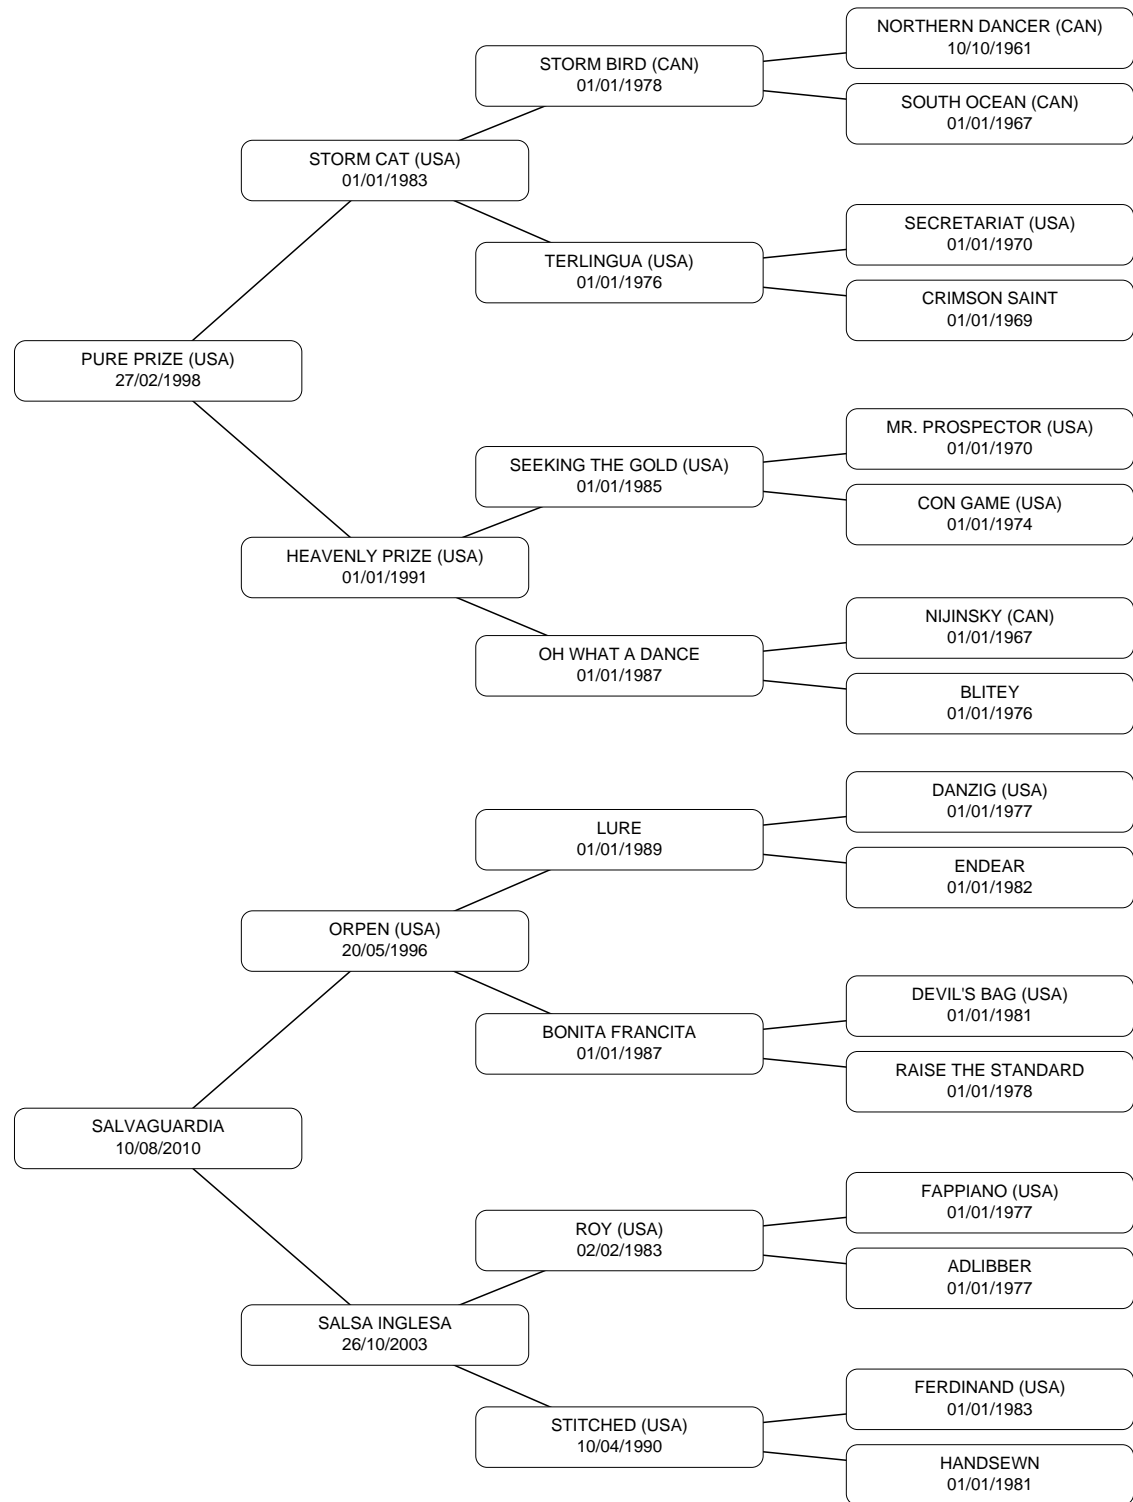 NORTHERN DANCER (CAN)
10/10/1961
STORM BIRD (CAN)
01/01/1978
SOUTH OCEAN (CAN)
01/01/1967
STORM CAT (USA)
01/01/1983
SECRETARIAT (USA)
01/01/1970
TERLINGUA (USA)
01/01/1976
CRIMSON SAINT
01/01/1969
PURE PRIZE (USA)
27/02/1998
MR. PROSPECTOR (USA)
01/01/1970
SEEKING THE GOLD (USA)
01/01/1985
CON GAME (USA)
01/01/1974
HEAVENLY PRIZE (USA)
01/01/1991
NIJINSKY (CAN)
01/01/1967
OH WHAT A DANCE
01/01/1987
BLITEY
01/01/1976
DANZIG (USA)
01/01/1977
LURE
01/01/1989
ENDEAR
01/01/1982
ORPEN (USA)
20/05/1996
DEVIL'S BAG (USA)
01/01/1981
BONITA FRANCITA
01/01/1987
RAISE THE STANDARD
01/01/1978
SALVAGUARDIA
10/08/2010
FAPPIANO (USA)
01/01/1977
ROY (USA)
02/02/1983
ADLIBBER
01/01/1977
SALSA INGLESA
26/10/2003
FERDINAND (USA)
01/01/1983
STITCHED (USA)
10/04/1990
HANDSEWN
01/01/1981